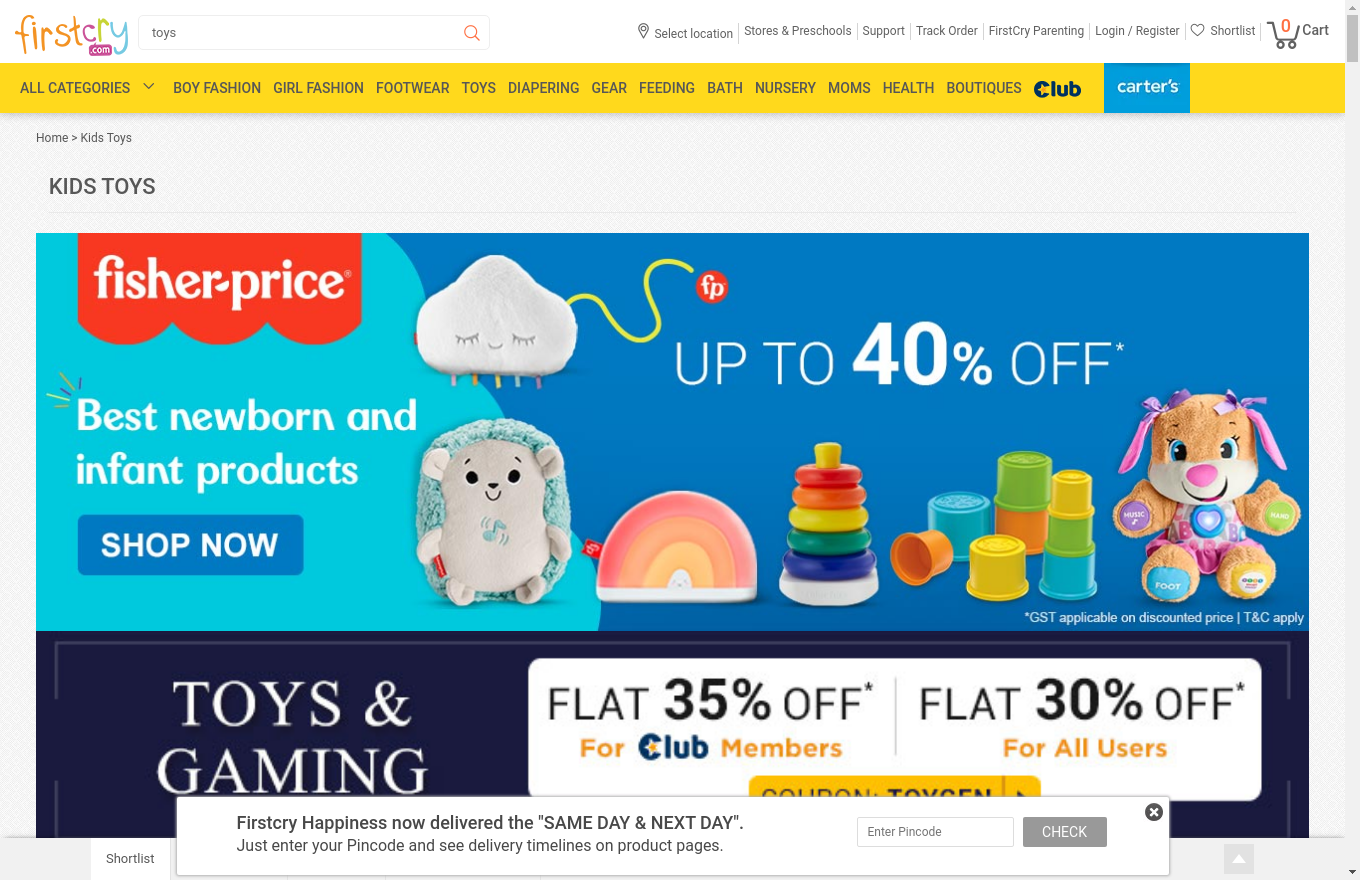 firstcry
.com
toys
Select location
Stores & Preschools
Support
Track Order
FirstCry Parenting
Login / Register
Shortlist
0
Cart
ALL CATEGORIES
BOY FASHION
GIRL FASHION
FOOTWEAR
TOYS
DIAPERING
GEAR
FEEDING
BATH
NURSERY
MOMS
HEALTH
BOUTIQUES
Club
carter's
Home > Kids Toys
KIDS TOYS
fisher-price®
fp
UP TO 40% OFF*
Best newborn and
infant products
SHOP NOW
MUSIC
HAND
FOOT
*GST applicable on discounted price | T&C apply
TOYS &
GAMING
FLAT 35% OFF*
For Club Members
FLAT 30% OFF*
For All Users
COUPON: TOYGEN
Firstcry Happiness now delivered the "SAME DAY & NEXT DAY".
Just enter your Pincode and see delivery timelines on product pages.
Enter Pincode
CHECK
Shortlist